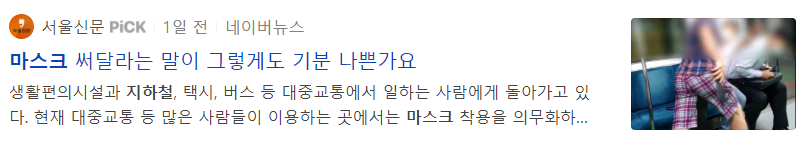 서울신문 PiCK 1일 전 네이버뉴스
마스크 써달라는 말이 그렇게도 기분 나쁜가요
생활편의시설과 지하철, 택시, 버스 등 대중교통에서 일하는 사람에게 돌아가고 있
다. 현재 대중교통 등 많은 사람들이 이용하는 곳에서는 마스크 착용을 의무화하...